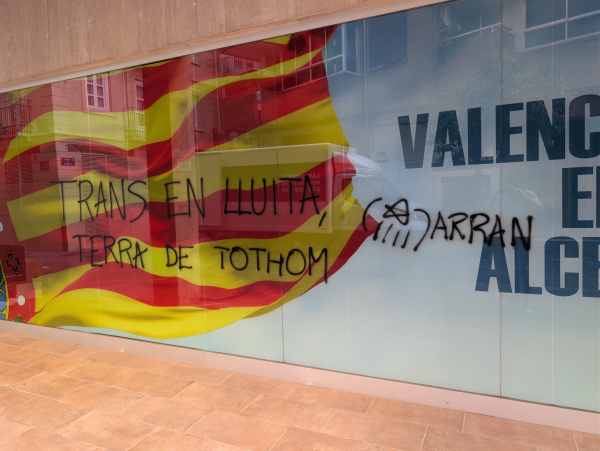 VALENC
E
ALCE
TRANS EN LLUITA,
TERRA DE TOTHOM
ARRAN